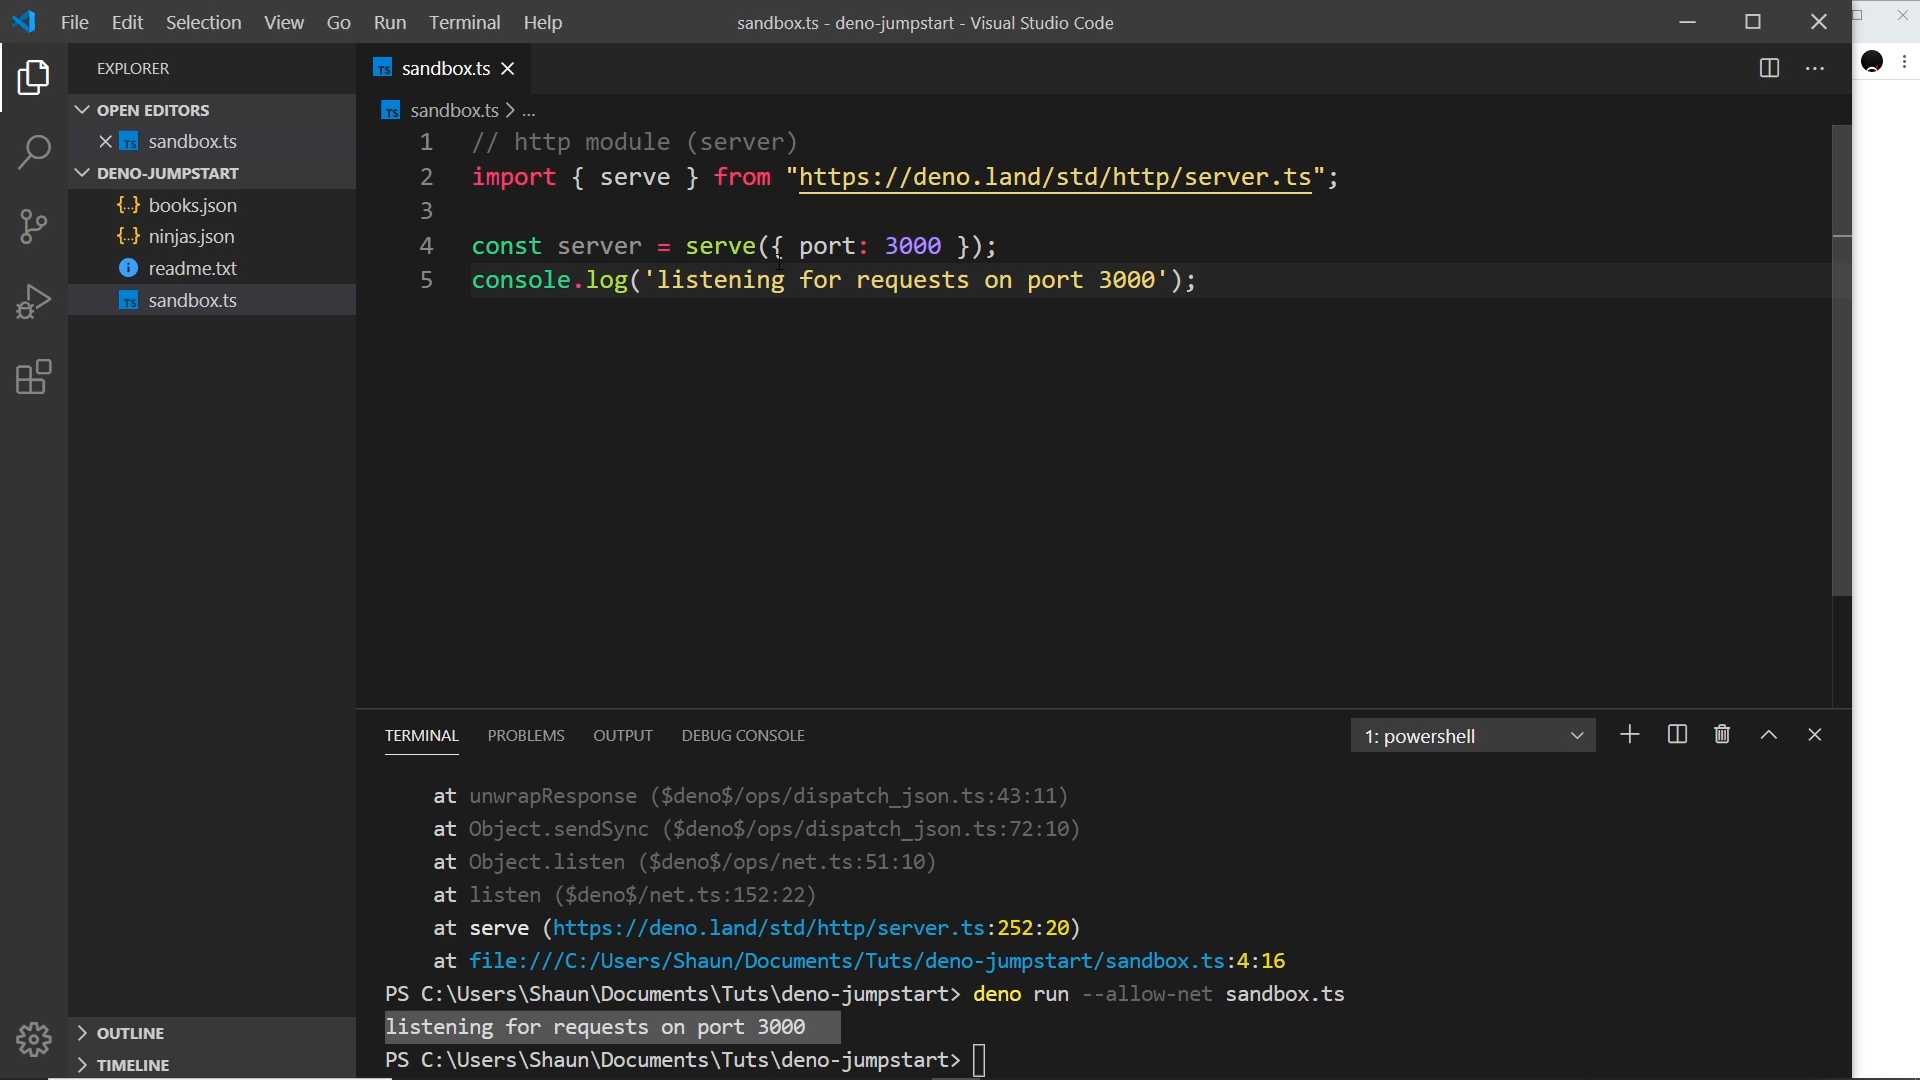 File Edit Selection View Go Run Terminal Help sandbox.ts - deno-jumpstart - Visual Studio Code
EXPLORER
OPEN EDITORS
sandbox.ts
DENO-JUMPSTART
books.json
ninjas.json
readme.txt
sandbox.ts
OUTLINE
TIMELINE
sandbox.ts
sandbox.ts > ...
1 // http module (server)
2 import { serve } from "https://deno.land/std/http/server.ts";
3
4 const server = serve({ port: 3000 });
5 console.log('listening for requests on port 3000');
TERMINAL PROBLEMS OUTPUT DEBUG CONSOLE 1: powershell
at unwrapResponse ($deno$/ops/dispatch_json.ts:43:11)
at Object.sendSync ($deno$/ops/dispatch_json.ts:72:10)
at Object.listen ($deno$/ops/net.ts:51:10)
at listen ($deno$/net.ts:152:22)
at serve (https://deno.land/std/http/server.ts:252:20)
at file:///C:/Users/Shaun/Documents/Tuts/deno-jumpstart/sandbox.ts:4:16
PS C:\Users\Shaun\Documents\Tuts\deno-jumpstart> deno run --allow-net sandbox.ts
listening for requests on port 3000
PS C:\Users\Shaun\Documents\Tuts\deno-jumpstart>